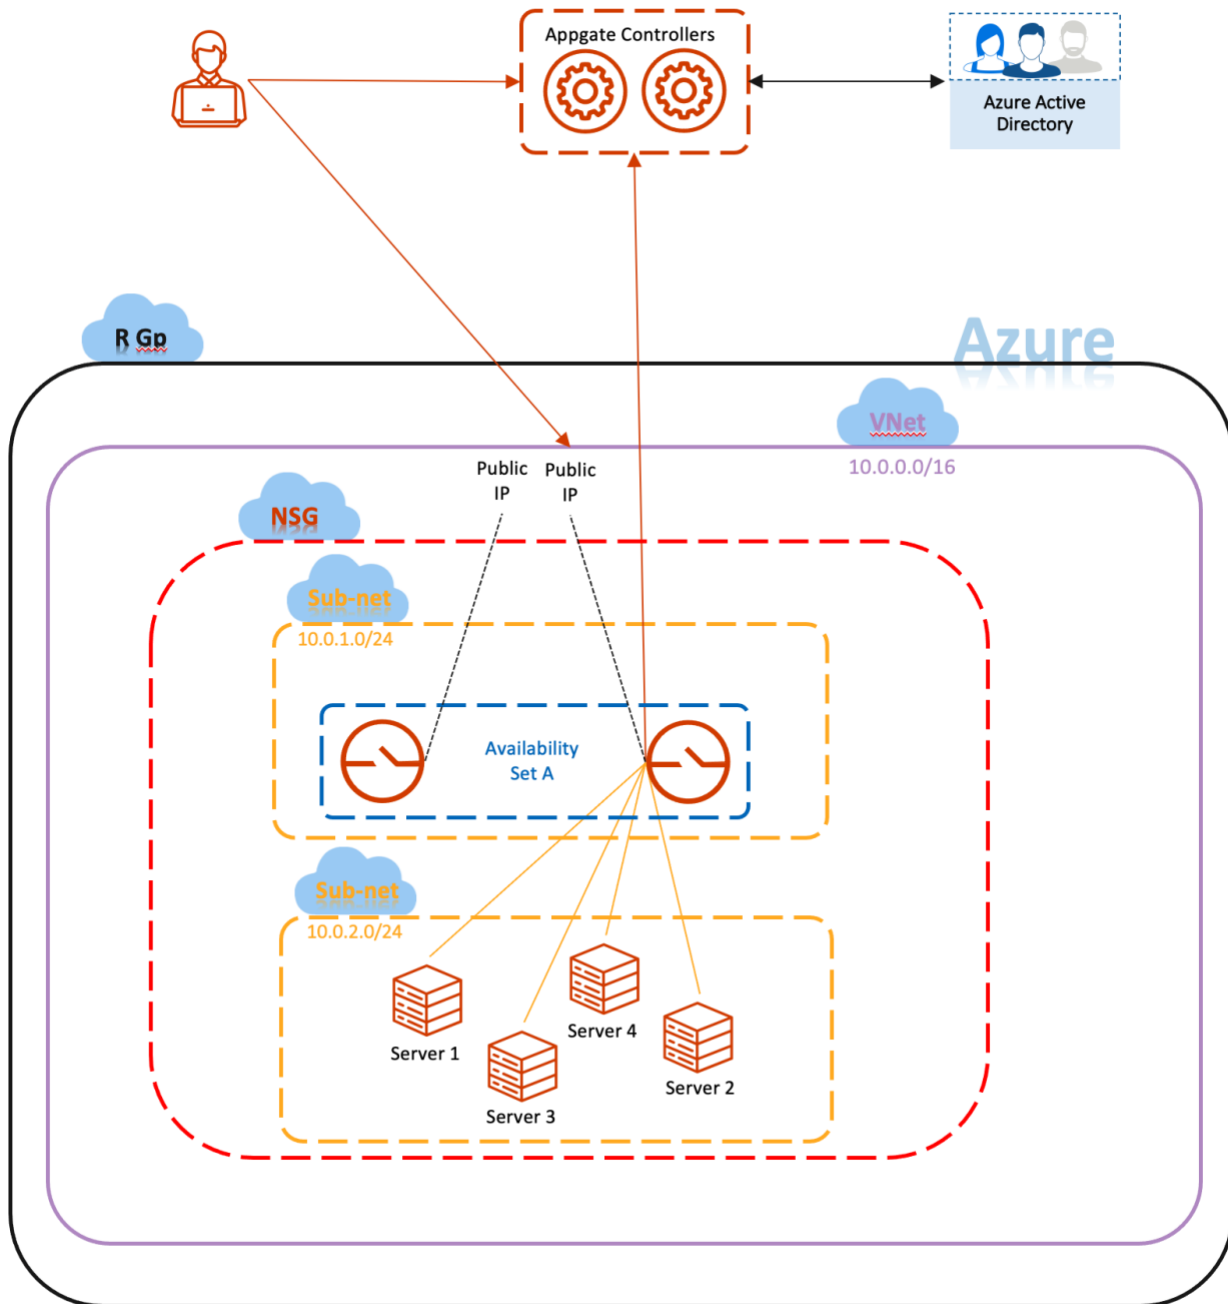 Appgate Controllers
Azure Active
Directory
R Gp
Azure
VNet
10.0.0.0/16
Public
IP
Public
IP
NSG
Sub-net
10.0.1.0/24
Availability
Set A
Sub-net
10.0.2.0/24
Server 1
Server 4
Server 3
Server 2